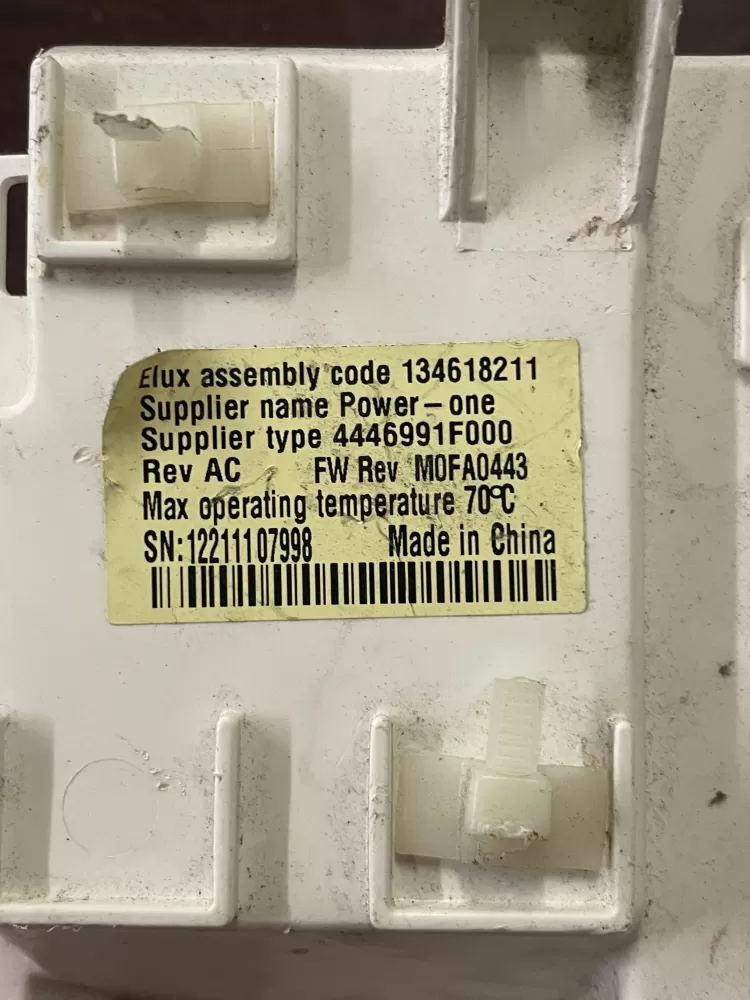 Elux assembly code 134618211
Supplier name Power-one
Supplier type 4446991F000
Rev AC FW Rev M0FA0443
Max operating temperature 70°C
SN:12211107998 Made in China